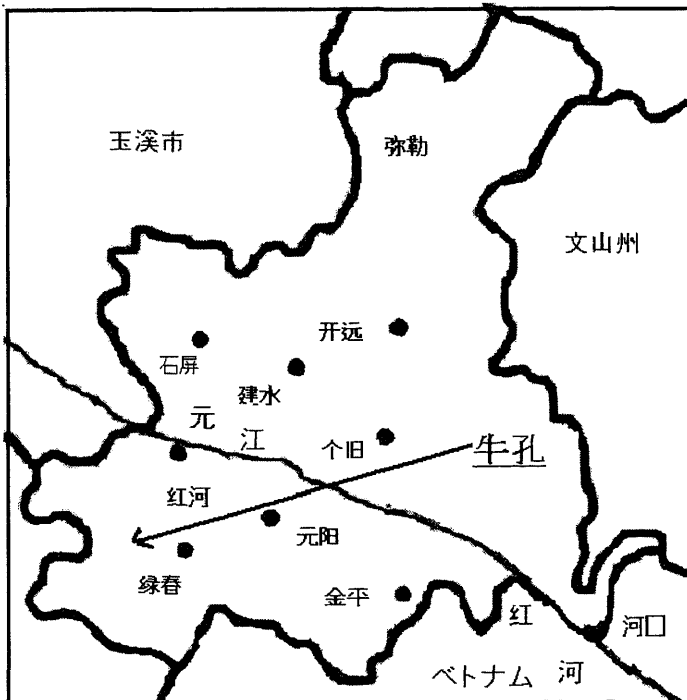 玉溪市
弥勒
文山州
开远
石屏
建水
元
江
个旧
牛孔
红河
元阳
绿春
金平
红
河口
ベトナム
河